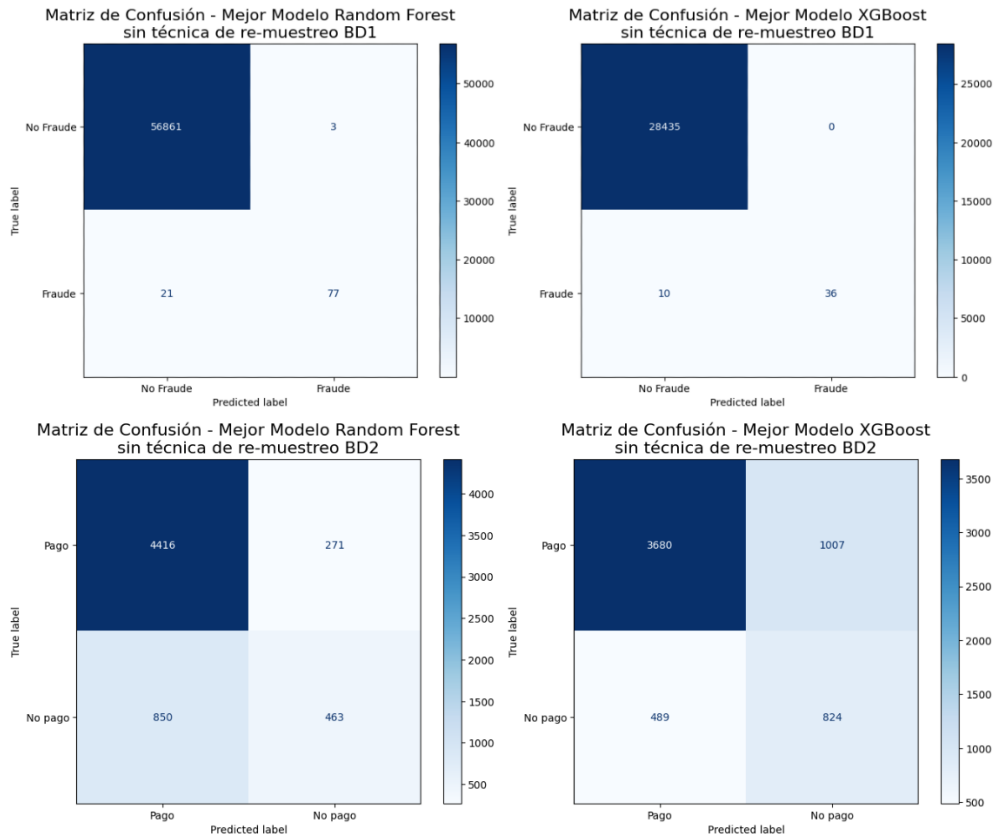 Matriz de Confusión - Mejor Modelo Random Forest
sin técnica de re-muestreo BD1
No Fraude
56861
3
Fraude
21
77
No Fraude
Fraude
True label
Predicted label
50000
40000
30000
20000
10000
Matriz de Confusión - Mejor Modelo XGBoost
sin técnica de re-muestreo BD1
No Fraude
28435
0
Fraude
10
36
No Fraude
Fraude
True label
Predicted label
25000
20000
15000
10000
5000
0
Matriz de Confusión - Mejor Modelo Random Forest
sin técnica de re-muestreo BD2
Pago
4416
271
No pago
850
463
Pago
No pago
True label
Predicted label
4000
3500
3000
2500
2000
1500
1000
500
Matriz de Confusión - Mejor Modelo XGBoost
sin técnica de re-muestreo BD2
Pago
3680
1007
No pago
489
824
Pago
No pago
True label
Predicted label
3500
3000
2500
2000
1500
1000
500